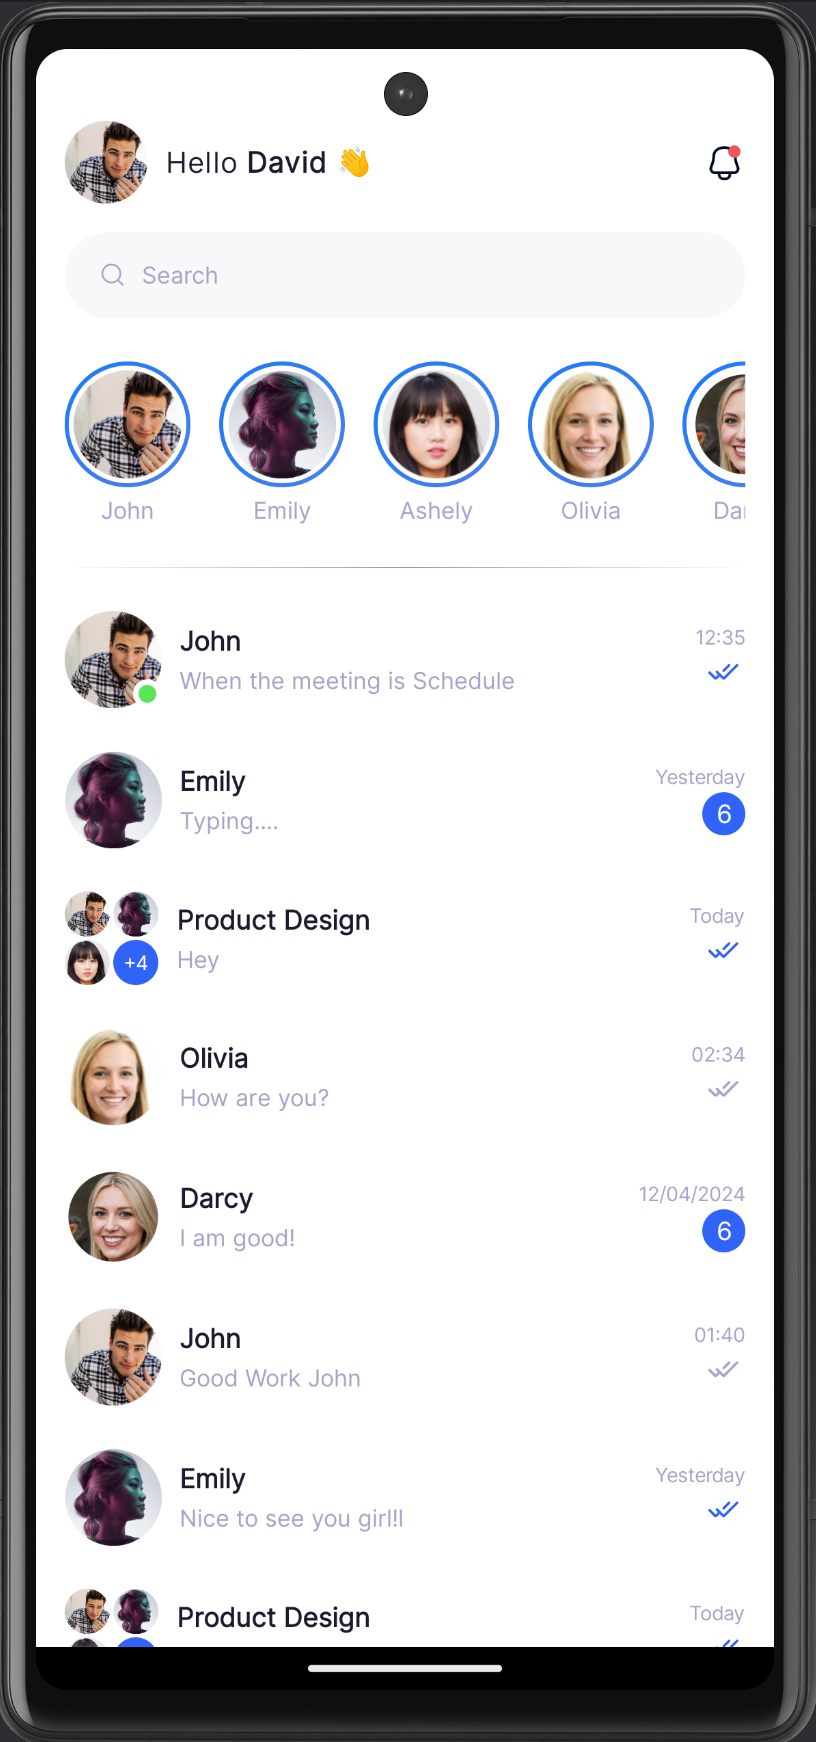 Hello David 👋
Search
John Emily Ashely Olivia Dar
John 12:35
When the meeting is Schedule
Emily Yesterday
Typing.... 6
Product Design Today
+4 Hey
Olivia 02:34
How are you?
Darcy 12/04/2024
I am good! 6
John 01:40
Good Work John
Emily Yesterday
Nice to see you girl!!
Product Design Today